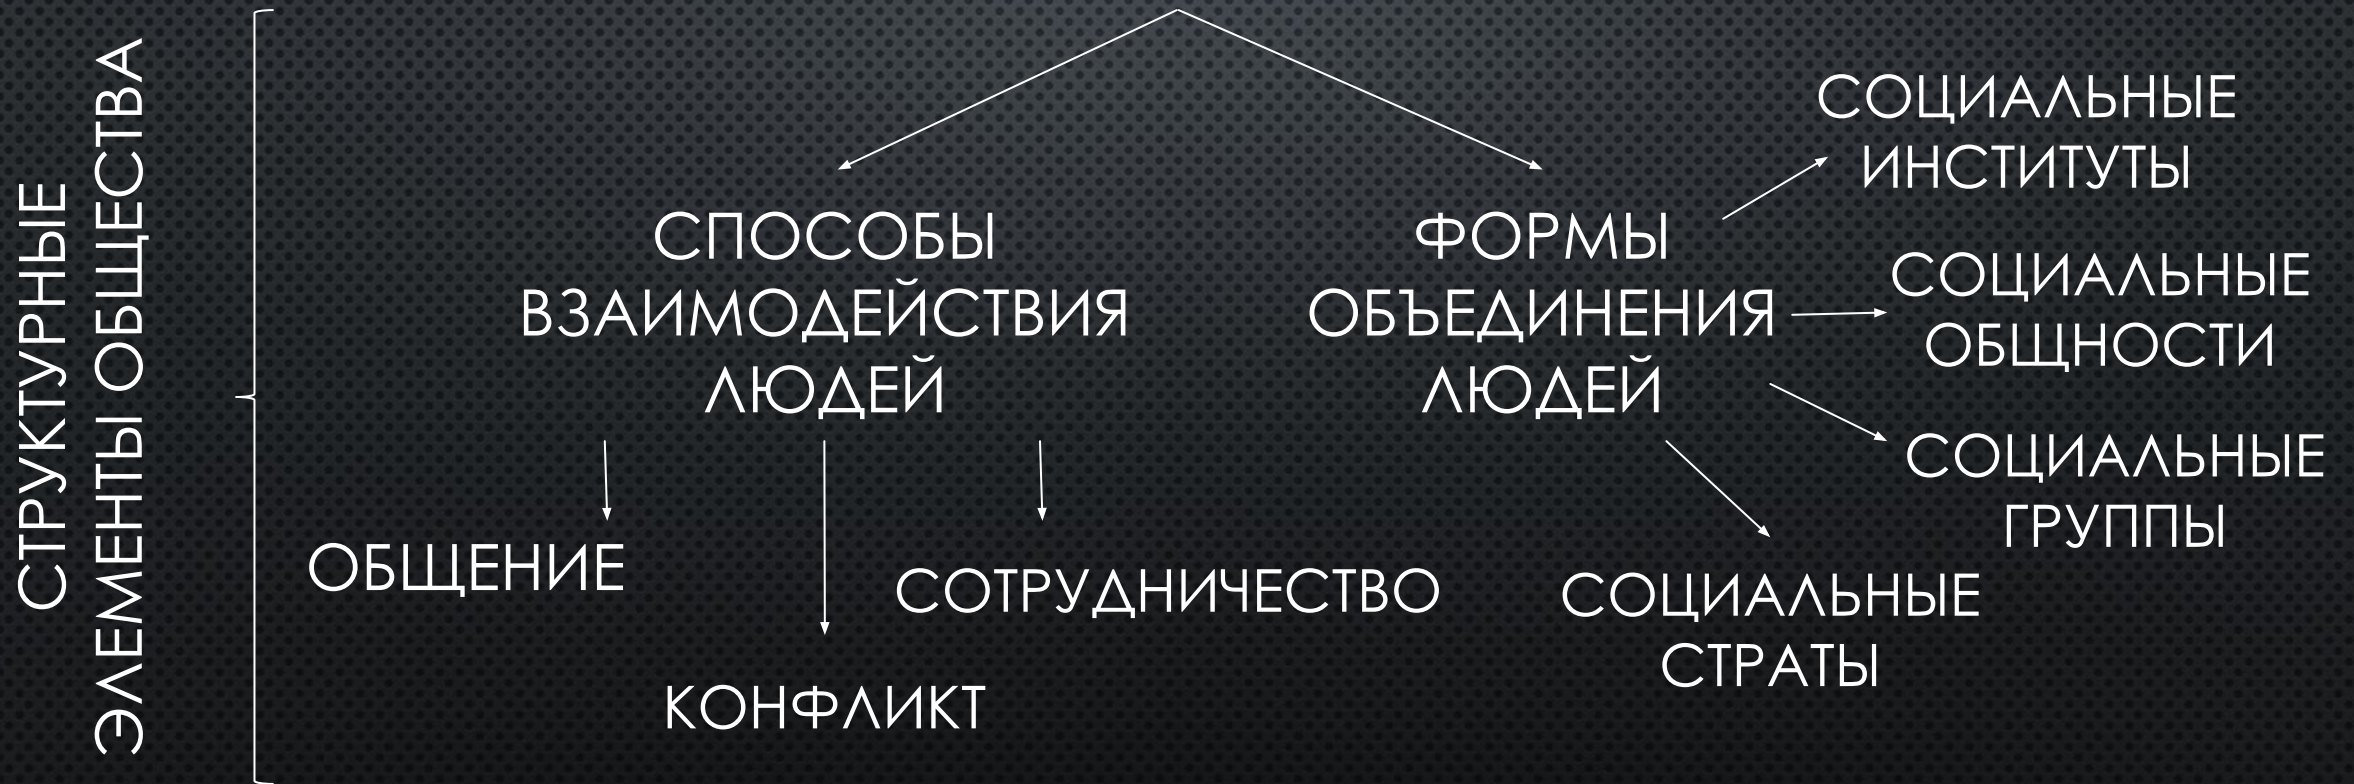 СТРУКТУРНЫЕ
ЭЛЕМЕНТЫ ОБЩЕСТВА
СПОСОБЫ
ВЗАИМОДЕЙСТВИЯ
ЛЮДЕЙ
ОБЩЕНИЕ
КОНФЛИКТ
СОТРУДНИЧЕСТВО
ФОРМЫ
ОБЪЕДИНЕНИЯ
ЛЮДЕЙ
СОЦИАЛЬНЫЕ
ИНСТИТУТЫ
СОЦИАЛЬНЫЕ
ОБЩНОСТИ
СОЦИАЛЬНЫЕ
ГРУППЫ
СОЦИАЛЬНЫЕ
СТРАТЫ